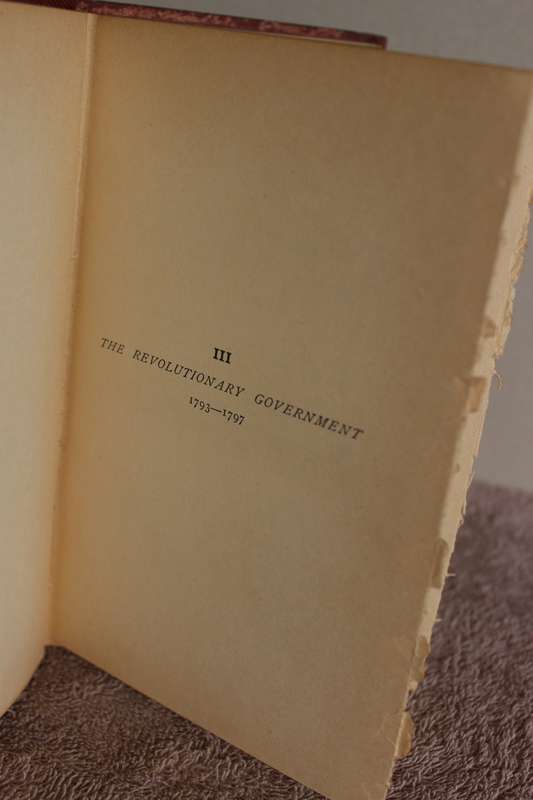 III
THE REVOLUTIONARY GOVERNMENT
1793—1797